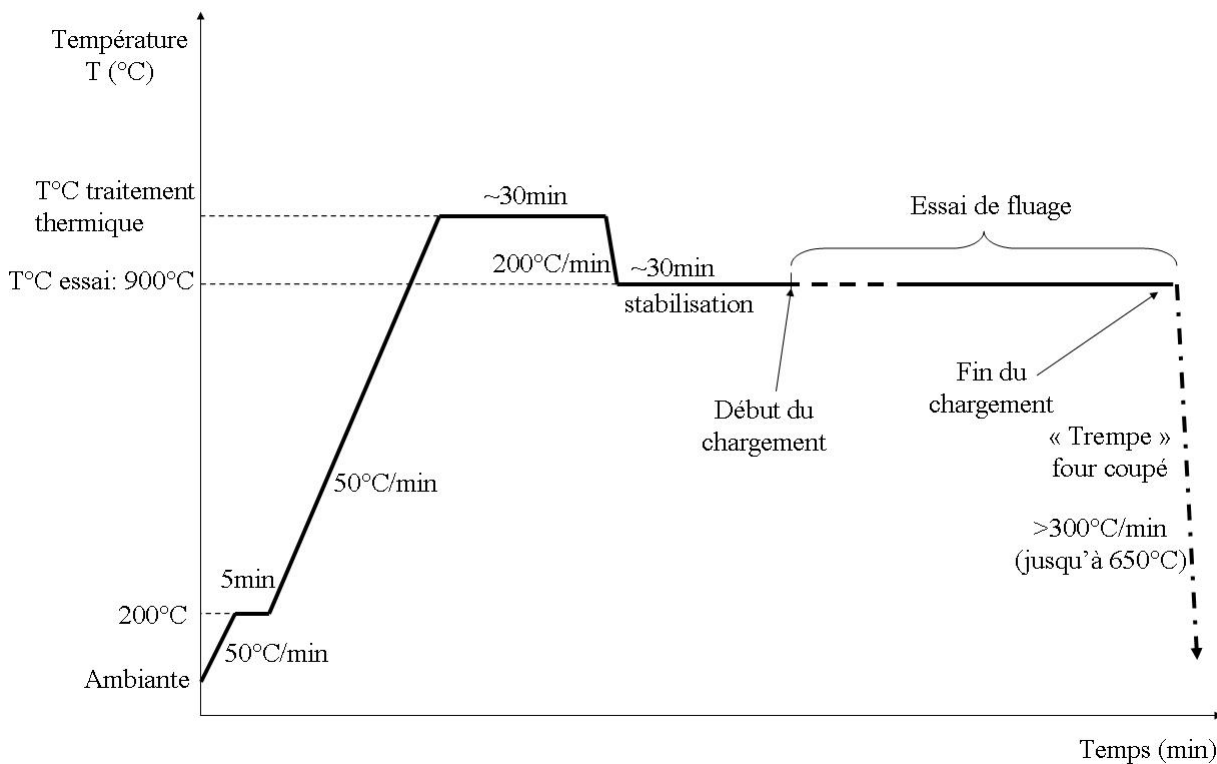 Température
T (°C)
T°C traitement
thermique
~30min
Essai de fluage
200°C/min
~30min
T°C essai: 900°C
stabilisation
Début du
chargement
Fin du
chargement
« Trempe »
four coupé
50°C/min
>300°C/min
(jusqu'à 650°C)
5min
200°C
50°C/min
Ambiante
Temps (min)